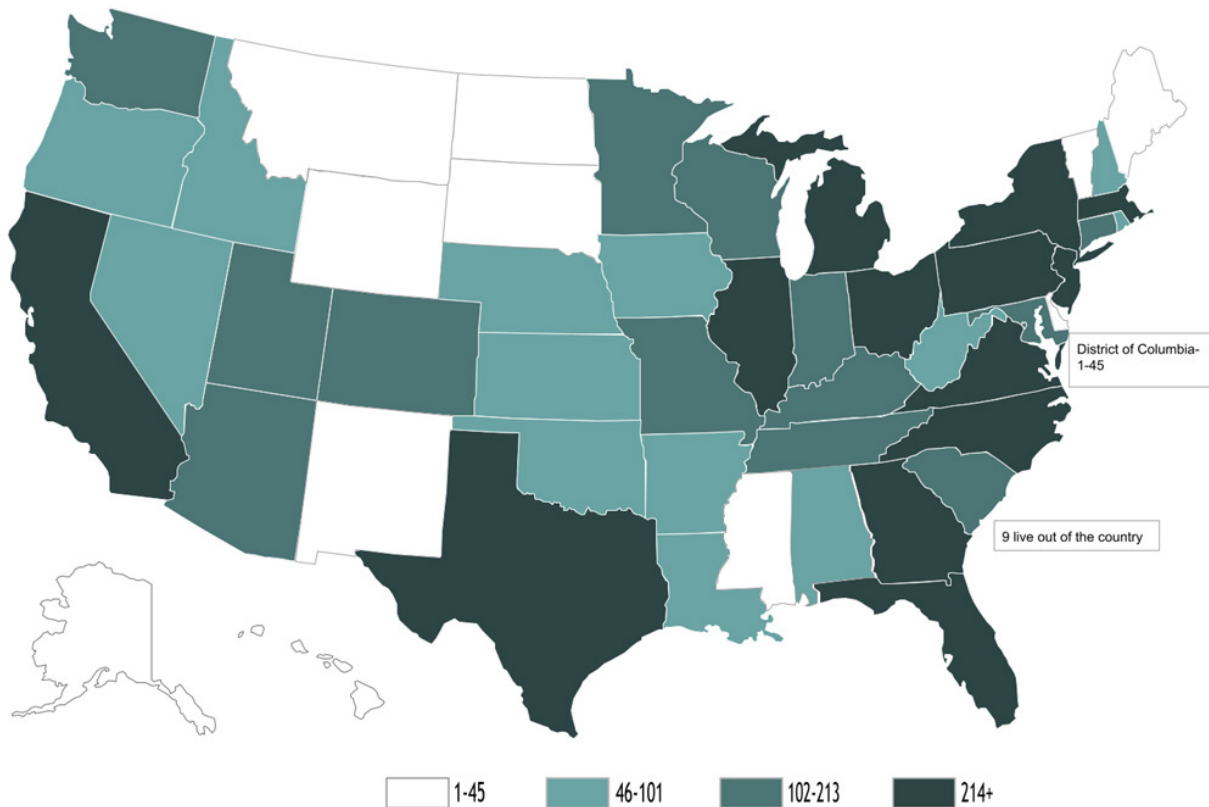 District of Columbia-
1-45
9 live out of the country
1-45
46-101
102-213
214+